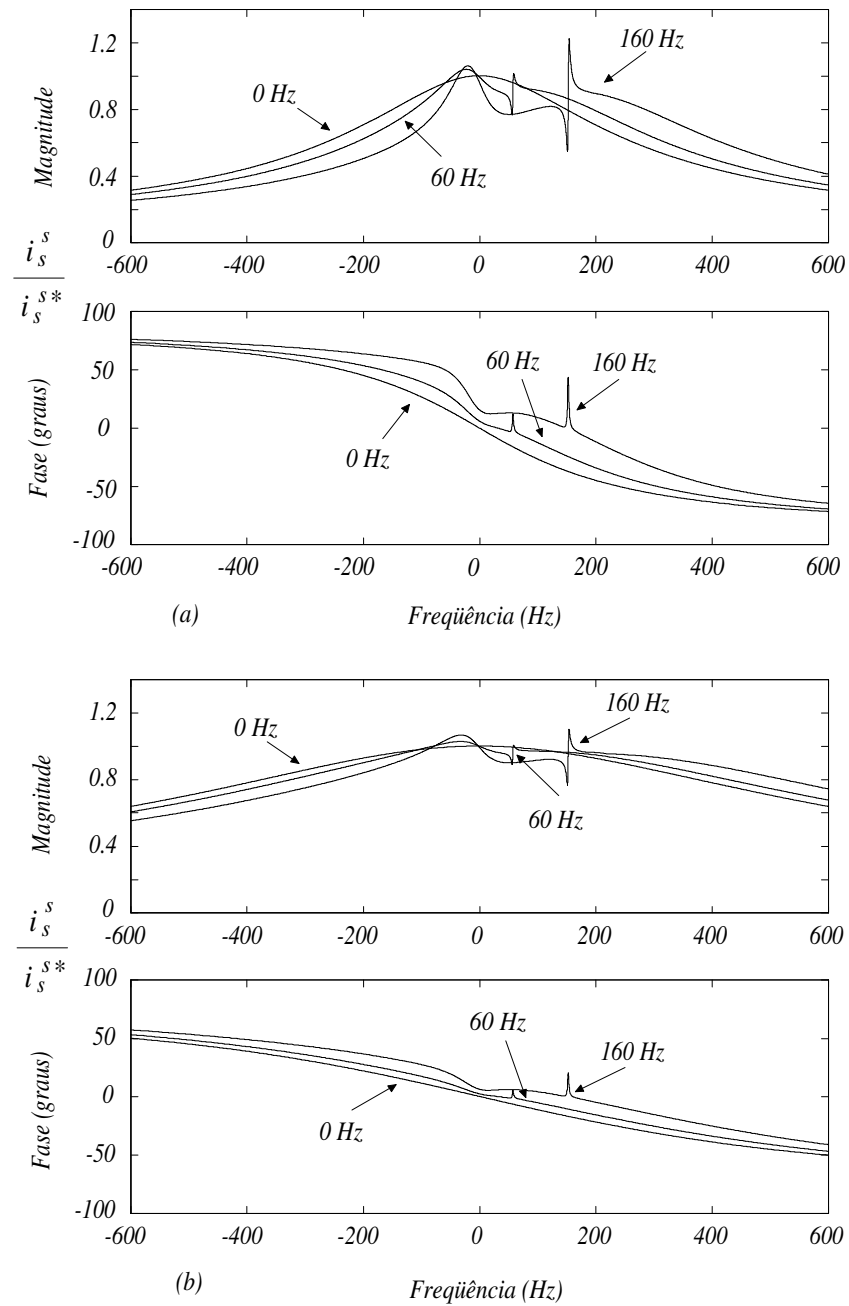 1.2
0.8
0.4
0
Magnitude
0 Hz
60 Hz
160 Hz
-600 -400 -200 0 200 400 600
i_s^s
i_s^s*
100
50
0
-50
-100
Fase (graus)
60 Hz
160 Hz
0 Hz
-600 -400 -200 0 200 400 600
(a) Freqüência (Hz)
1.2
0.8
0.4
0
Magnitude
0 Hz
160 Hz
60 Hz
-600 -400 -200 0 200 400 600
i_s^s
i_s^s*
100
50
0
-50
-100
Fase (graus)
60 Hz
160 Hz
0 Hz
-600 -400 -200 0 200 400 600
(b) Freqüência (Hz)